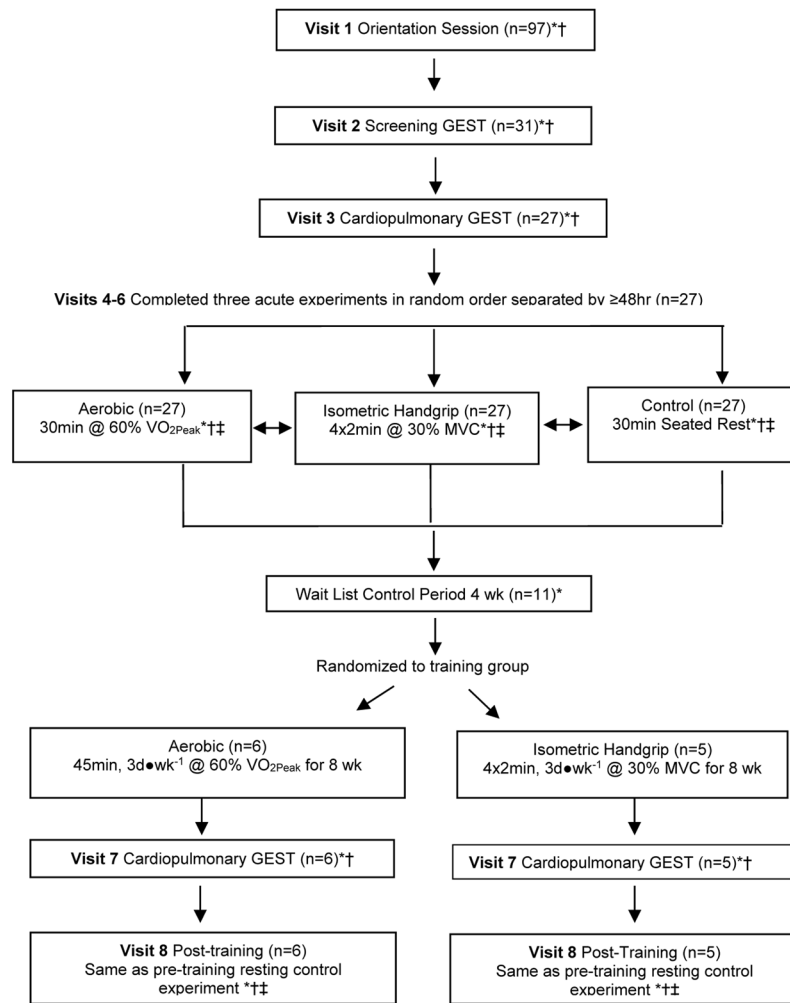 Visit 1 Orientation Session (n=97)*†
Visit 2 Screening GEST (n=31)*†
Visit 3 Cardiopulmonary GEST (n=27)*†
Visits 4-6 Completed three acute experiments in random order separated by ≥48hr (n=27)
Aerobic (n=27)
30min @ 60% VO2Peak*†‡
Isometric Handgrip (n=27)
4x2min @ 30% MVC*†‡
Control (n=27)
30min Seated Rest*†‡
Wait List Control Period 4 wk (n=11)*
Randomized to training group
Aerobic (n=6)
45min, 3d●wk-1 @ 60% VO2Peak for 8 wk
Isometric Handgrip (n=5)
4x2min, 3d●wk-1 @ 30% MVC for 8 wk
Visit 7 Cardiopulmonary GEST (n=6)*†
Visit 7 Cardiopulmonary GEST (n=5)*†
Visit 8 Post-training (n=6)
Same as pre-training resting control
experiment *†‡
Visit 8 Post-Training (n=5)
Same as pre-training resting control
experiment *†‡